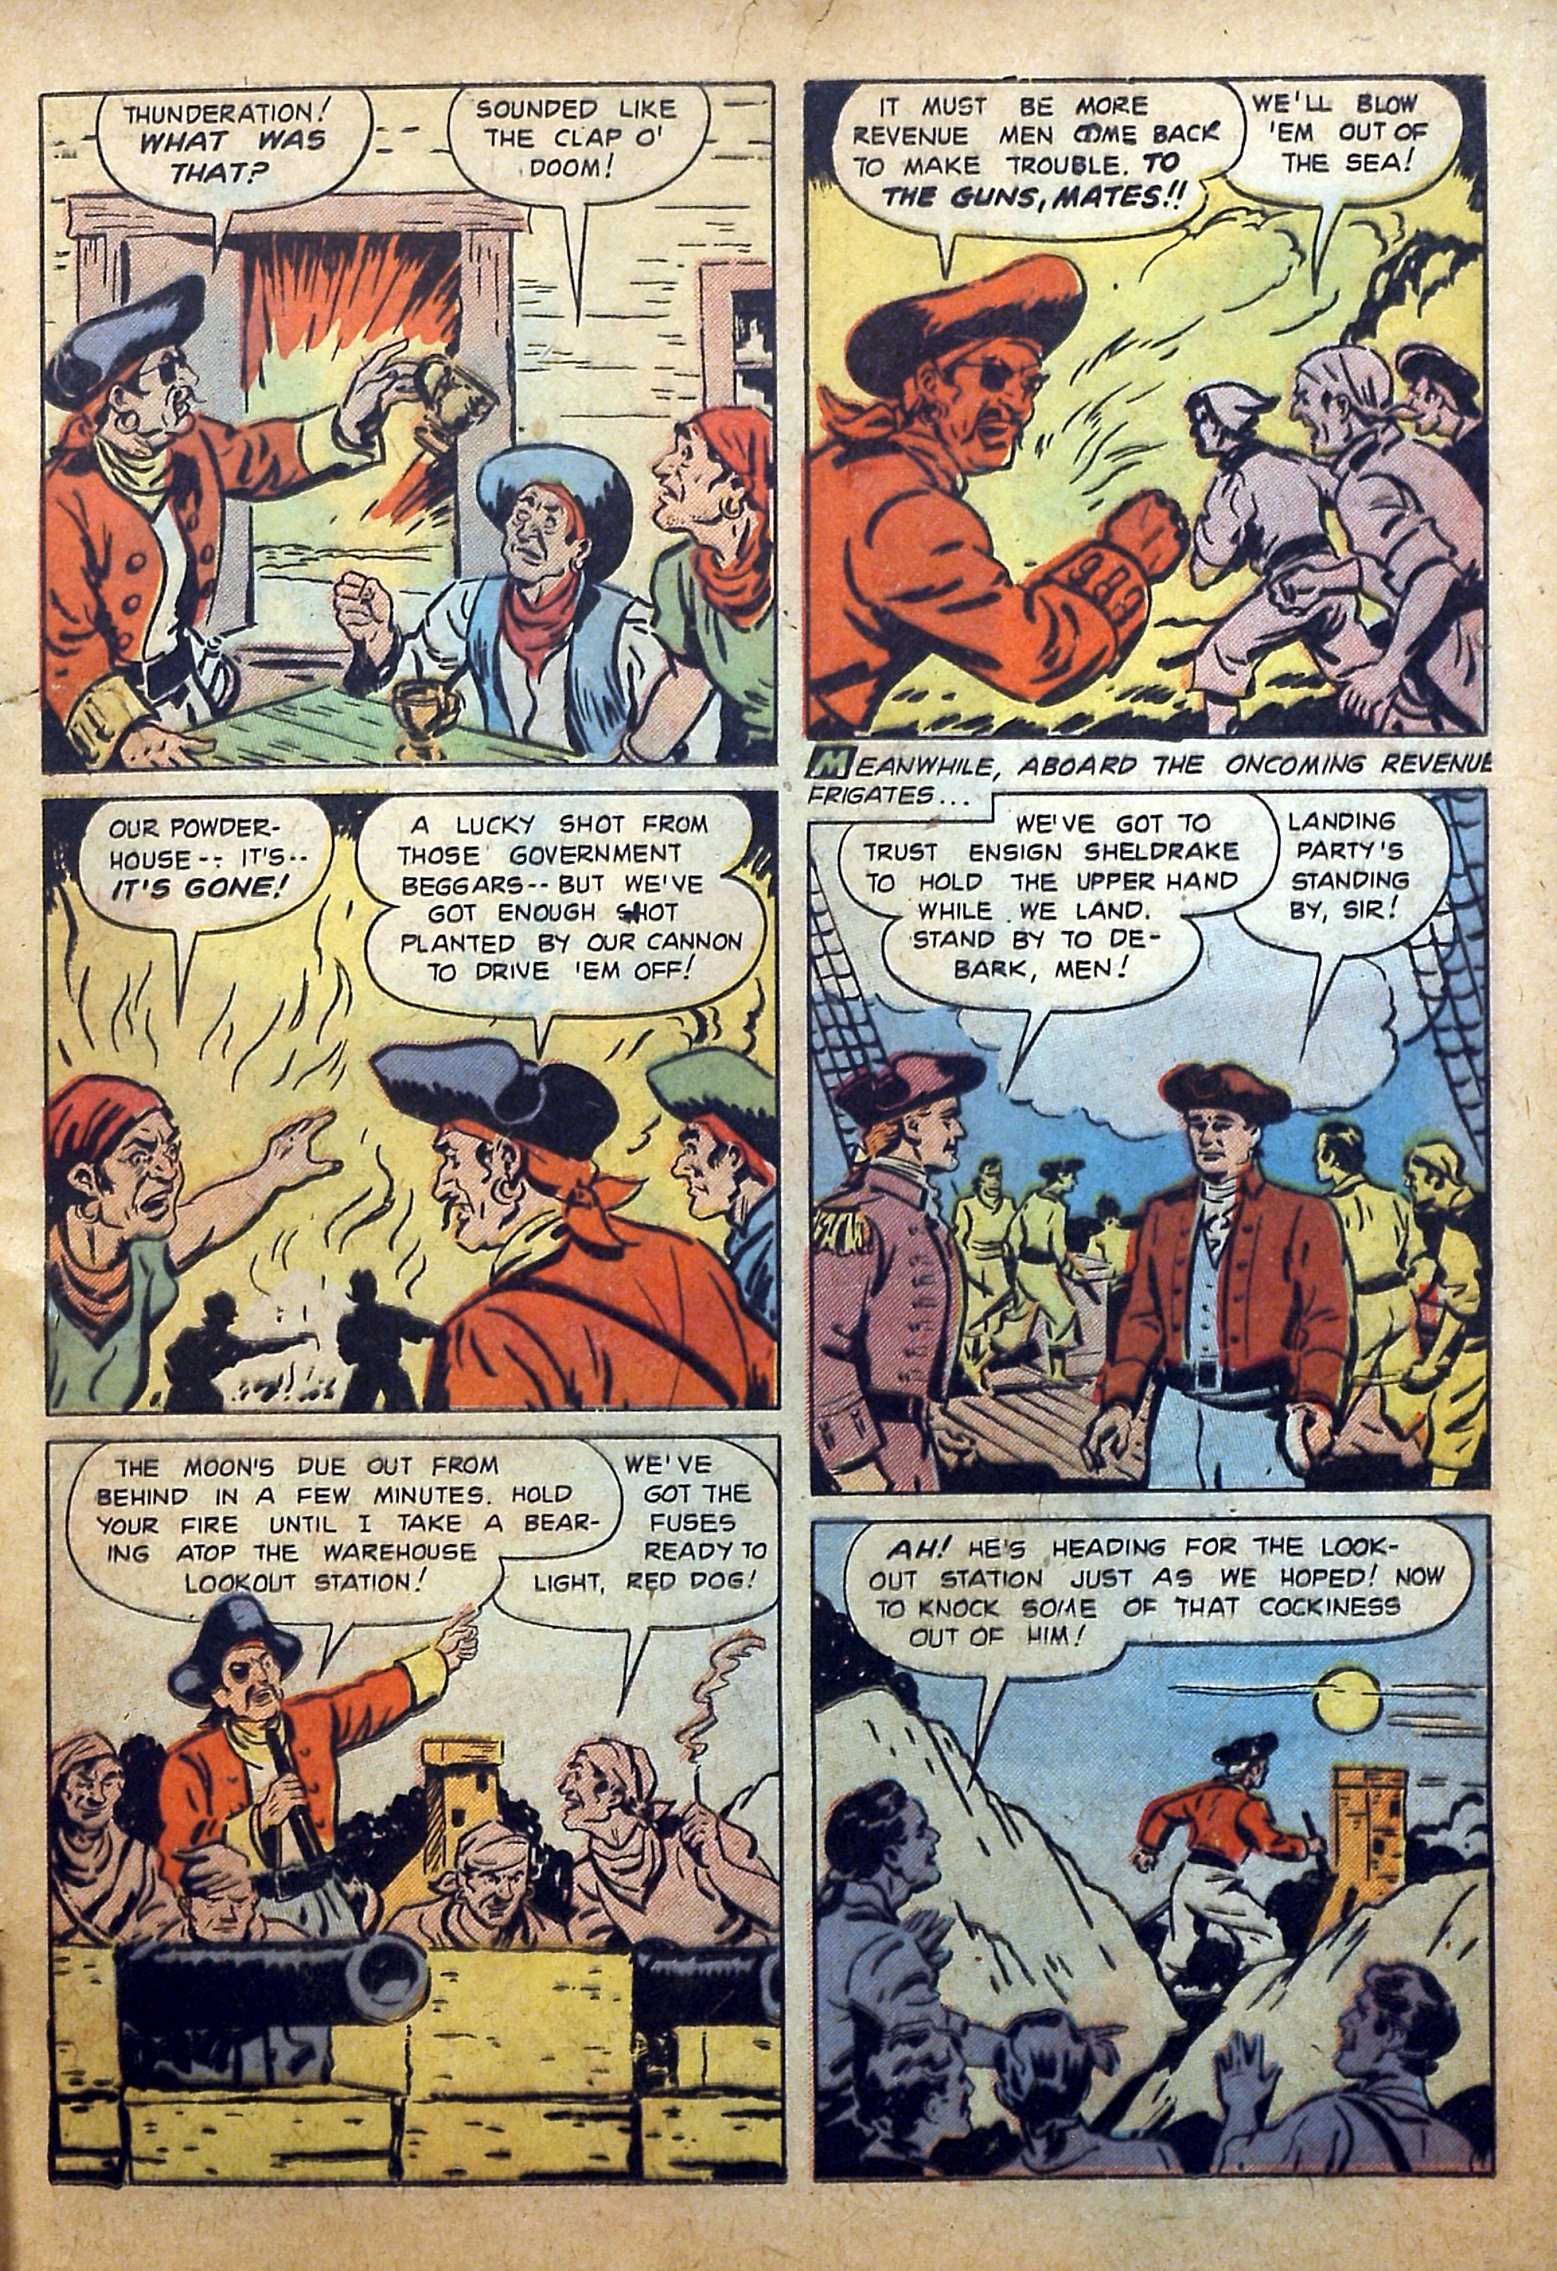 THUNDERATION!
WHAT WAS
THAT?
SOUNDED LIKE
THE CLAP O'
DOOM!
IT MUST BE MORE
REVENUE MEN COME BACK
TO MAKE TROUBLE. TO
THE GUNS, MATES!!
WE'LL BLOW
'EM OUT OF
THE SEA!
OUR POWDER-
HOUSE-- IT'S--
IT'S GONE!
A LUCKY SHOT FROM
THOSE GOVERNMENT
BEGGARS-- BUT WE'VE
GOT ENOUGH SHOT
PLANTED BY OUR CANNON
TO DRIVE 'EM OFF!
MEANWHILE, ABOARD THE ONCOMING REVENUE
FRIGATES...
WE'VE GOT TO
TRUST ENSIGN SHELDRAKE
TO HOLD THE UPPER HAND
WHILE WE LAND.
STAND BY TO DE-
BARK, MEN!
LANDING
PARTY'S
STANDING
BY, SIR!
THE MOON'S DUE OUT FROM
BEHIND IN A FEW MINUTES. HOLD
YOUR FIRE UNTIL I TAKE A BEAR-
ING ATOP THE WAREHOUSE
LOOKOUT STATION!
WE'VE
GOT THE
FUSES
READY TO
LIGHT, RED DOG!
AH! HE'S HEADING FOR THE LOOK-
OUT STATION JUST AS WE HOPED! NOW
TO KNOCK SOME OF THAT COCKINESS
OUT OF HIM!